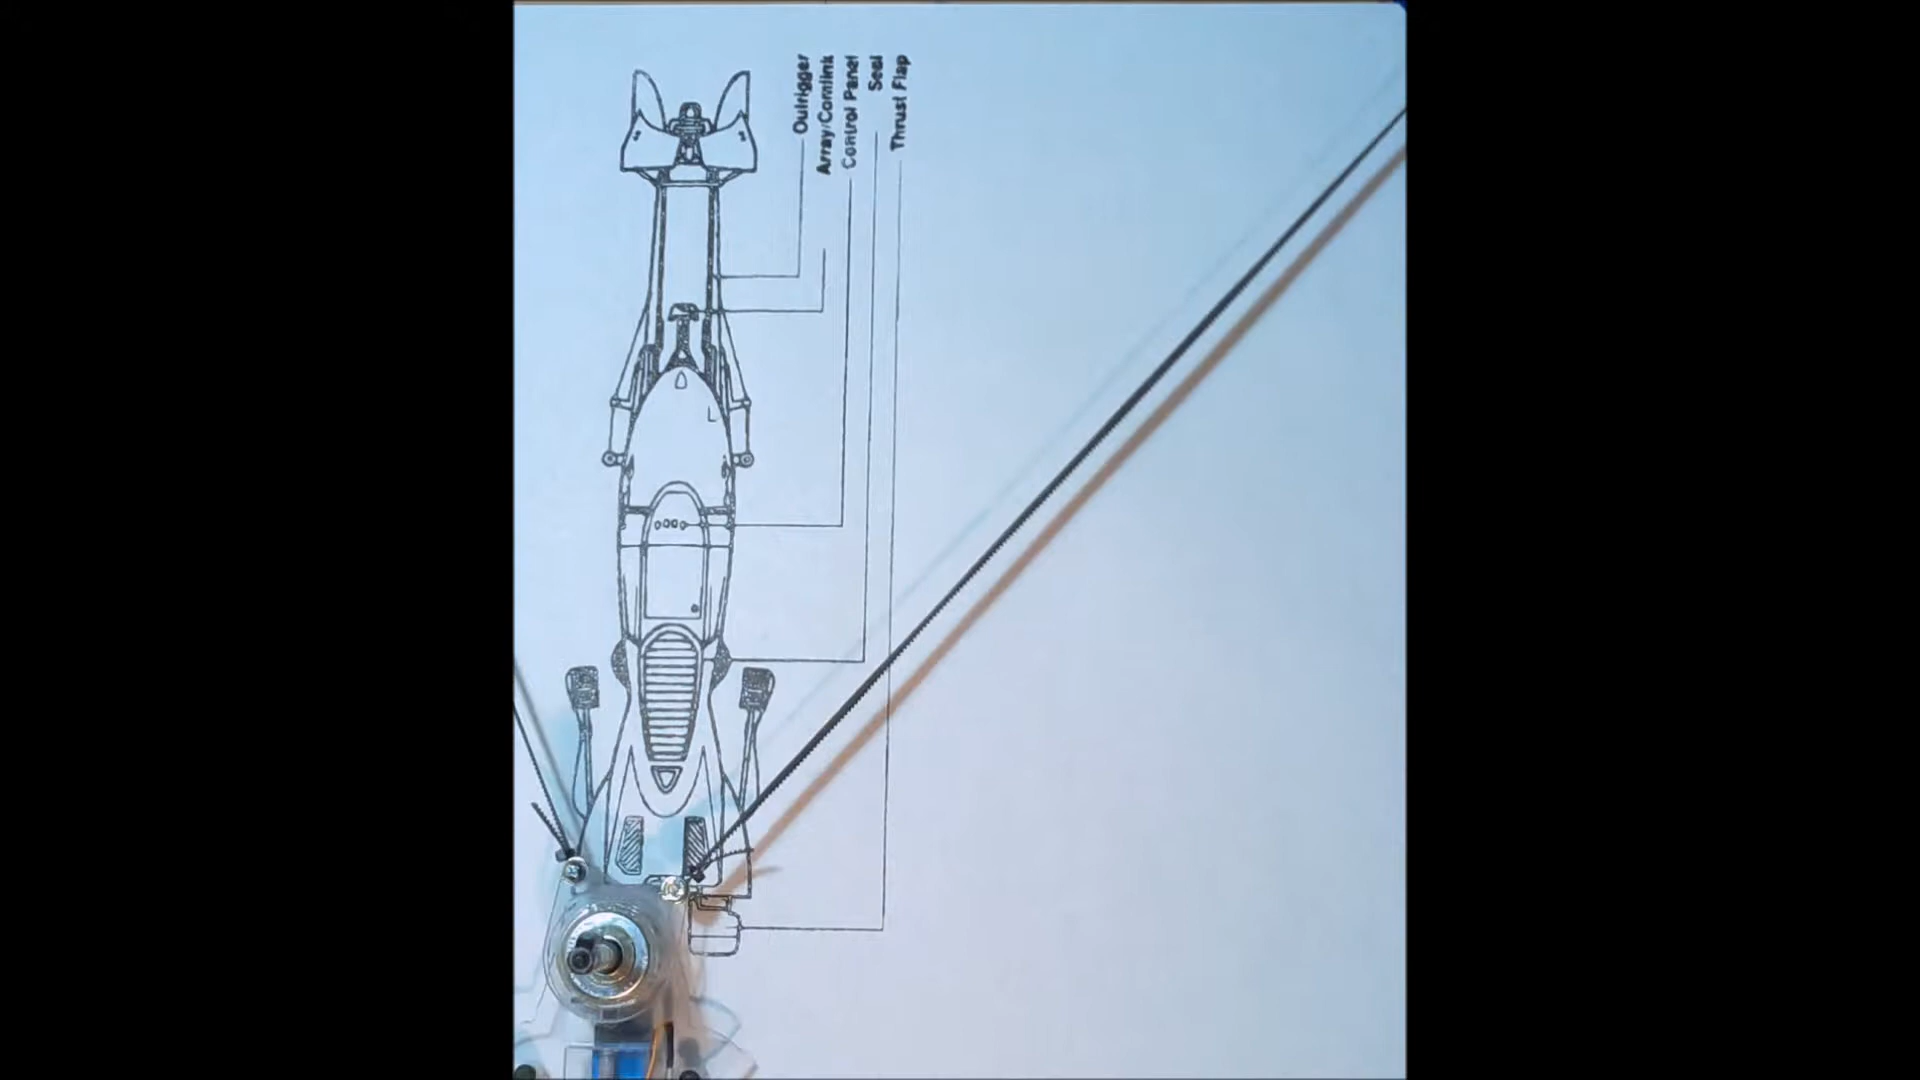 Outrigger
Array/Comlink
Control Panel
Seat
Thrust Flap